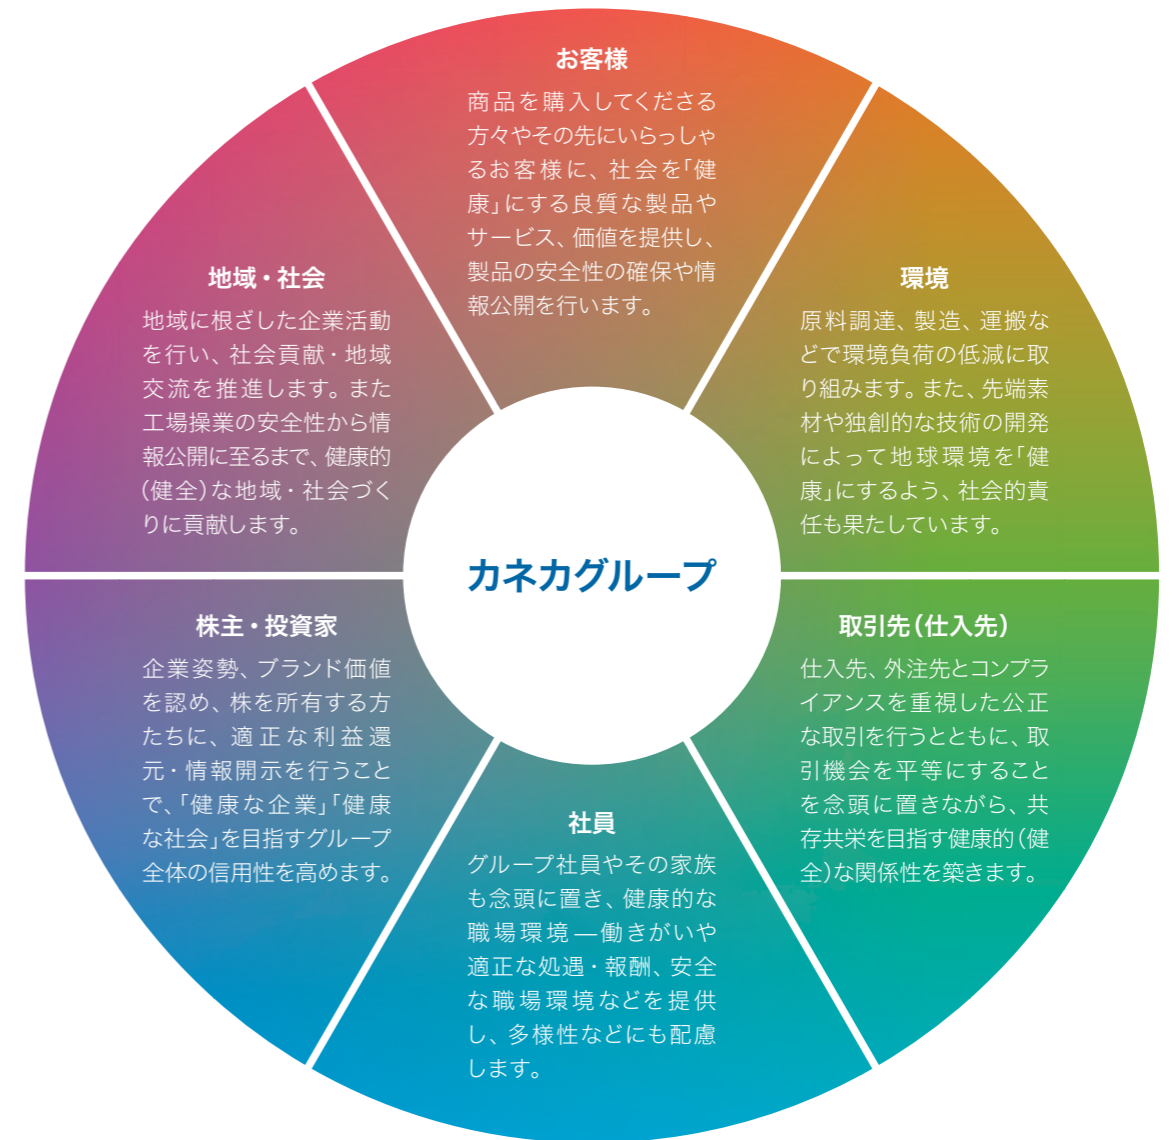 お客様
商品を購入してくださる
方々やその先にいらっしゃ
るお客様に、社会を「健
康」にする良質な製品や
サービス、価値を提供し、
製品の安全性の確保や情
報公開を行います。
環境
原料調達、製造、運搬な
どで環境負荷の低減に取
り組みます。また、先端素
材や独創的な技術の開発
によって地球環境を「健
康」にするよう、社会的責
任も果たしています。
取引先（仕入先）
仕入先、外注先とコンプラ
イアンスを重視した公正
な取引を行うとともに、取
引機会を平等にすること
を念頭に置きながら、共
存共栄を目指す健康的（健
全）な関係性を築きます。
社員
グループ社員やその家族
も念頭に置き、健康的な
職場環境―働きがいや
適正な処遇・報酬、安全
な職場環境などを提供
し、多様性などにも配慮
します。
株主・投資家
企業姿勢、ブランド価値
を認め、株を所有する方
たちに、適正な利益還
元・情報開示を行うこと
で、「健康な企業」「健康
な社会」を目指すグループ
全体の信用性を高めます。
地域・社会
地域に根ざした企業活動
を行い、社会貢献・地域
交流を推進します。また
工場操業の安全性から情
報公開に至るまで、健康的
（健全）な地域・社会づく
りに貢献します。
カネカグループ